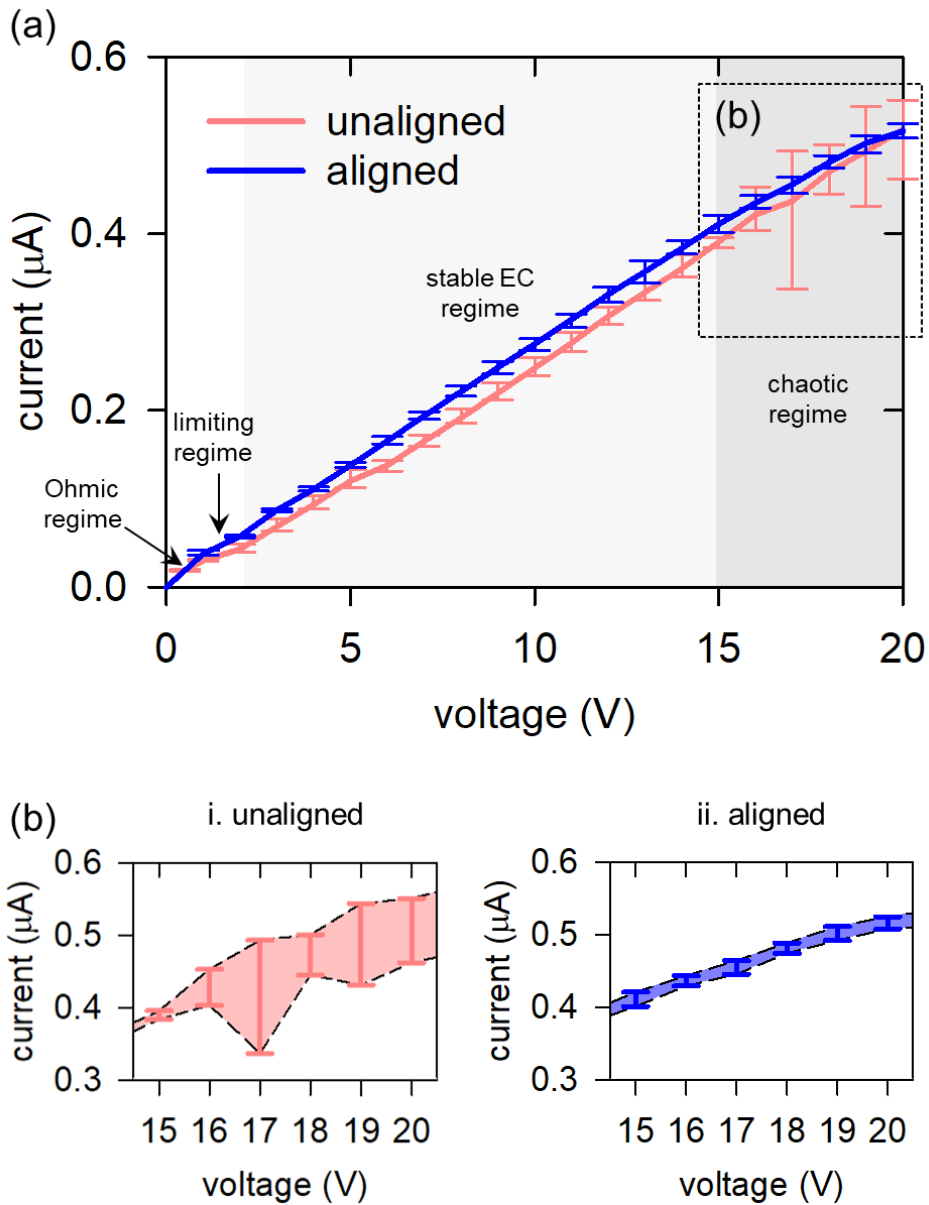 (a)
0.6
0.4
0.2
0.0
current (μA)
unaligned
aligned
(b)
stable EC
regime
limiting
regime
Ohmic
regime
chaotic
regime
0 5 10 15 20
voltage (V)
(b)
i. unaligned
0.6
0.5
0.4
0.3
current (μA)
15 16 17 18 19 20
voltage (V)
ii. aligned
0.6
0.5
0.4
0.3
current (μA)
15 16 17 18 19 20
voltage (V)